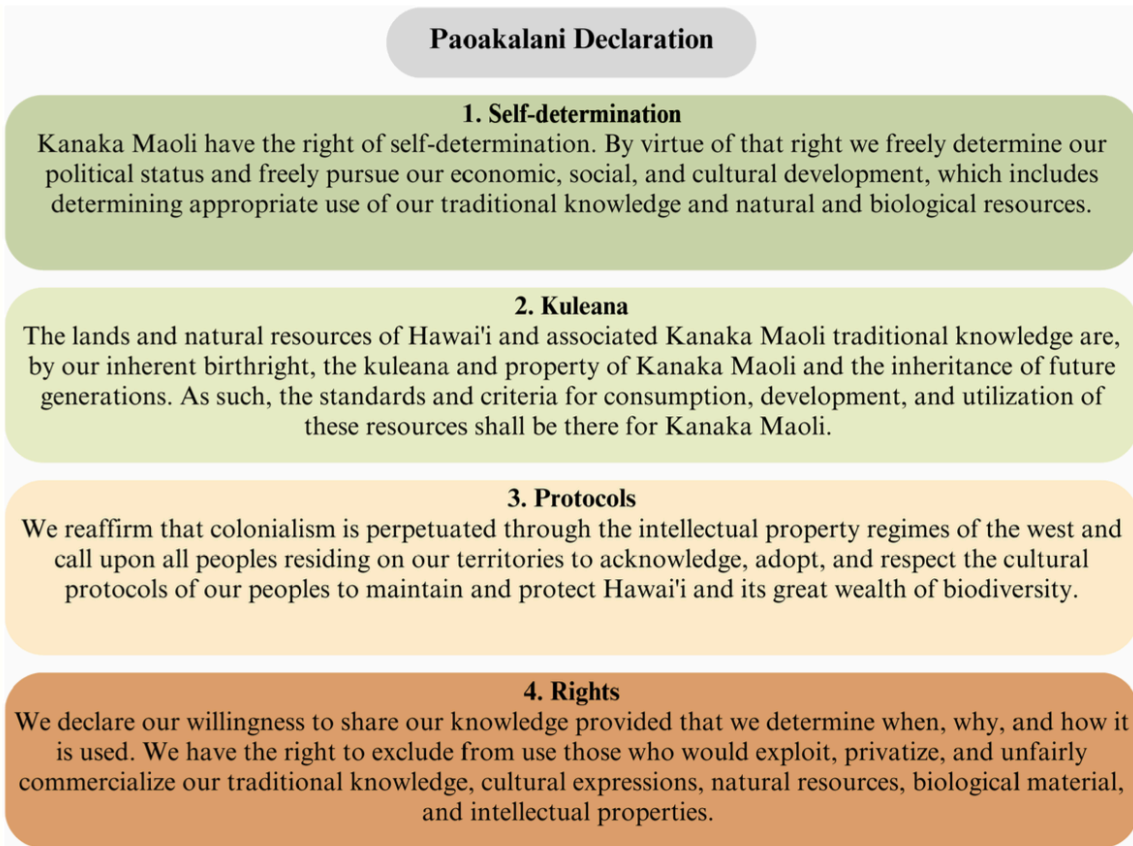 Paoakalani Declaration
1. Self-determination
Kanaka Maoli have the right of self-determination. By virtue of that right we freely determine our
political status and freely pursue our economic, social, and cultural development, which includes
determining appropriate use of our traditional knowledge and natural and biological resources.
2. Kuleana
The lands and natural resources of Hawai'i and associated Kanaka Maoli traditional knowledge are,
by our inherent birthright, the kuleana and property of Kanaka Maoli and the inheritance of future
generations. As such, the standards and criteria for consumption, development, and utilization of
these resources shall be there for Kanaka Maoli.
3. Protocols
We reaffirm that colonialism is perpetuated through the intellectual property regimes of the west and
call upon all peoples residing on our territories to acknowledge, adopt, and respect the cultural
protocols of our peoples to maintain and protect Hawai'i and its great wealth of biodiversity.
4. Rights
We declare our willingness to share our knowledge provided that we determine when, why, and how it
is used. We have the right to exclude from use those who would exploit, privatize, and unfairly
commercialize our traditional knowledge, cultural expressions, natural resources, biological material,
and intellectual properties.